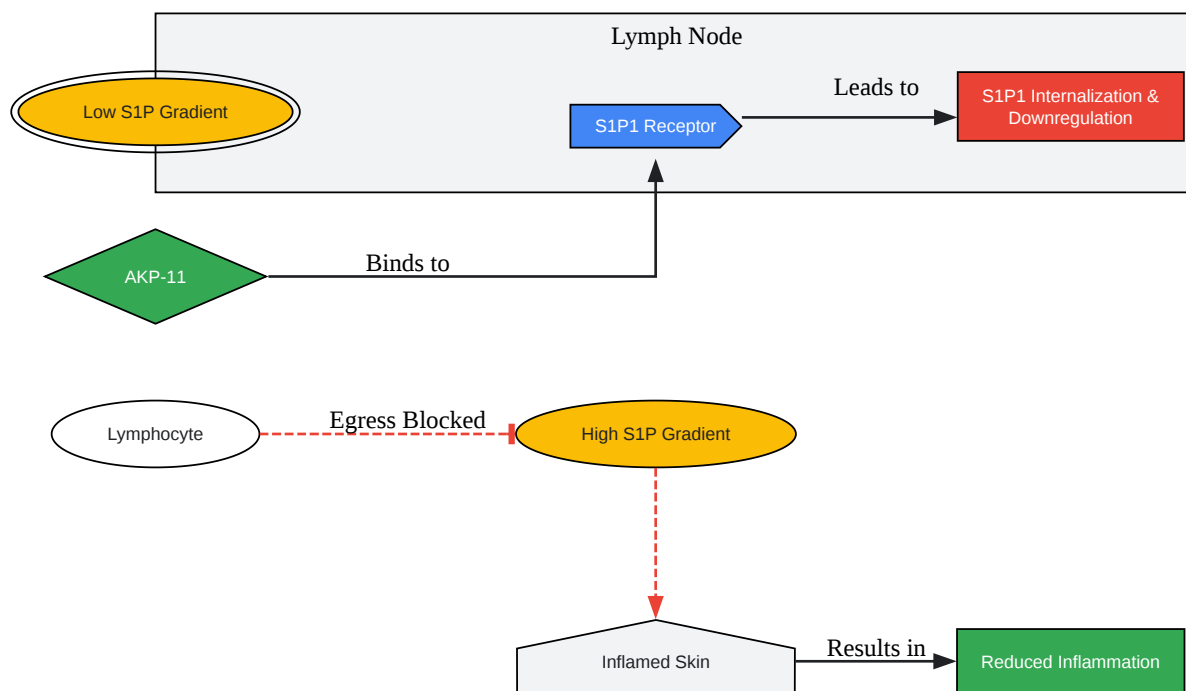 Lymph Node
Low S1P Gradient
S1P1 Receptor
Leads to
S1P1 Internalization &
Downregulation
AKP-11
Binds to
Lymphocyte
Egress Blocked
High S1P Gradient
Inflamed Skin
Results in
Reduced Inflammation